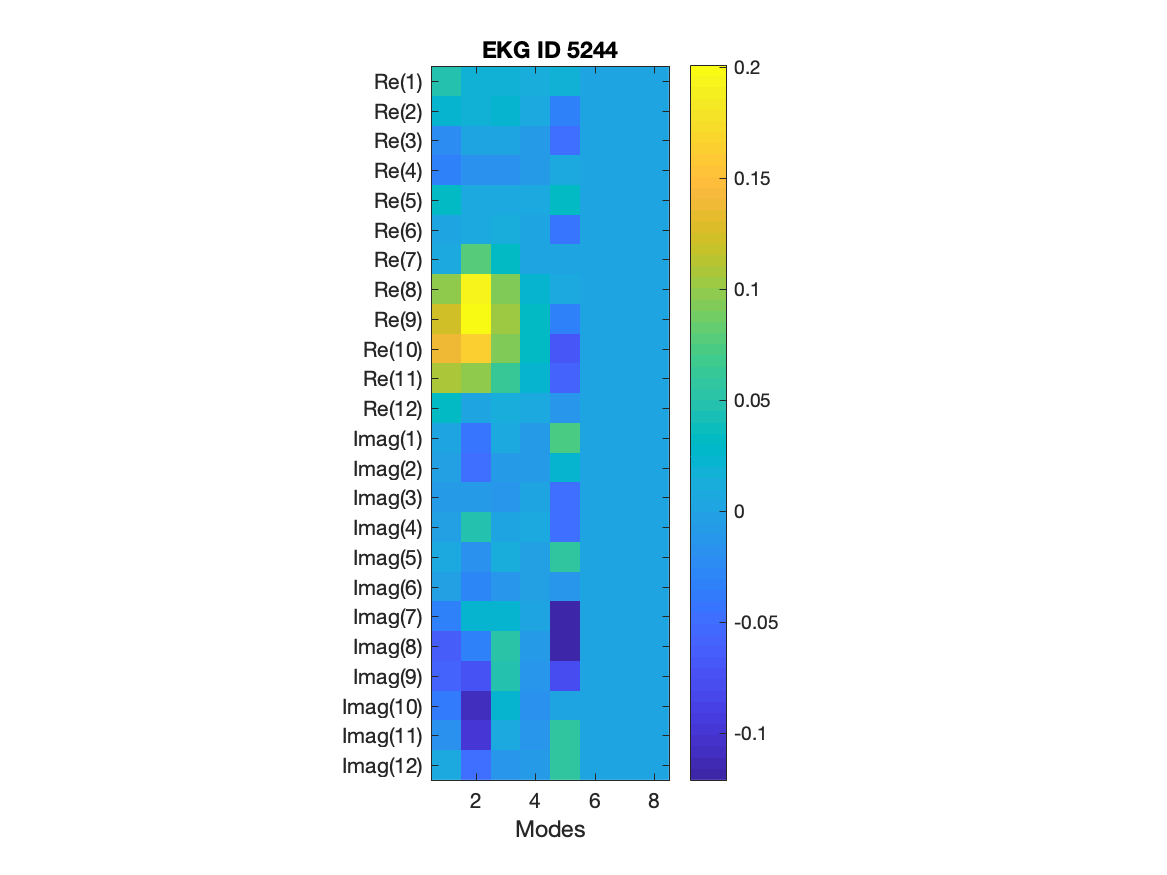 EKG ID 5244
Re(1)
Re(2)
Re(3)
Re(4)
Re(5)
Re(6)
Re(7)
Re(8)
Re(9)
Re(10)
Re(11)
Re(12)
Imag(1)
Imag(2)
Imag(3)
Imag(4)
Imag(5)
Imag(6)
Imag(7)
Imag(8)
Imag(9)
Imag(10)
Imag(11)
Imag(12)
2 4 6 8
Modes
0.2
0.15
0.1
0.05
0
-0.05
-0.1